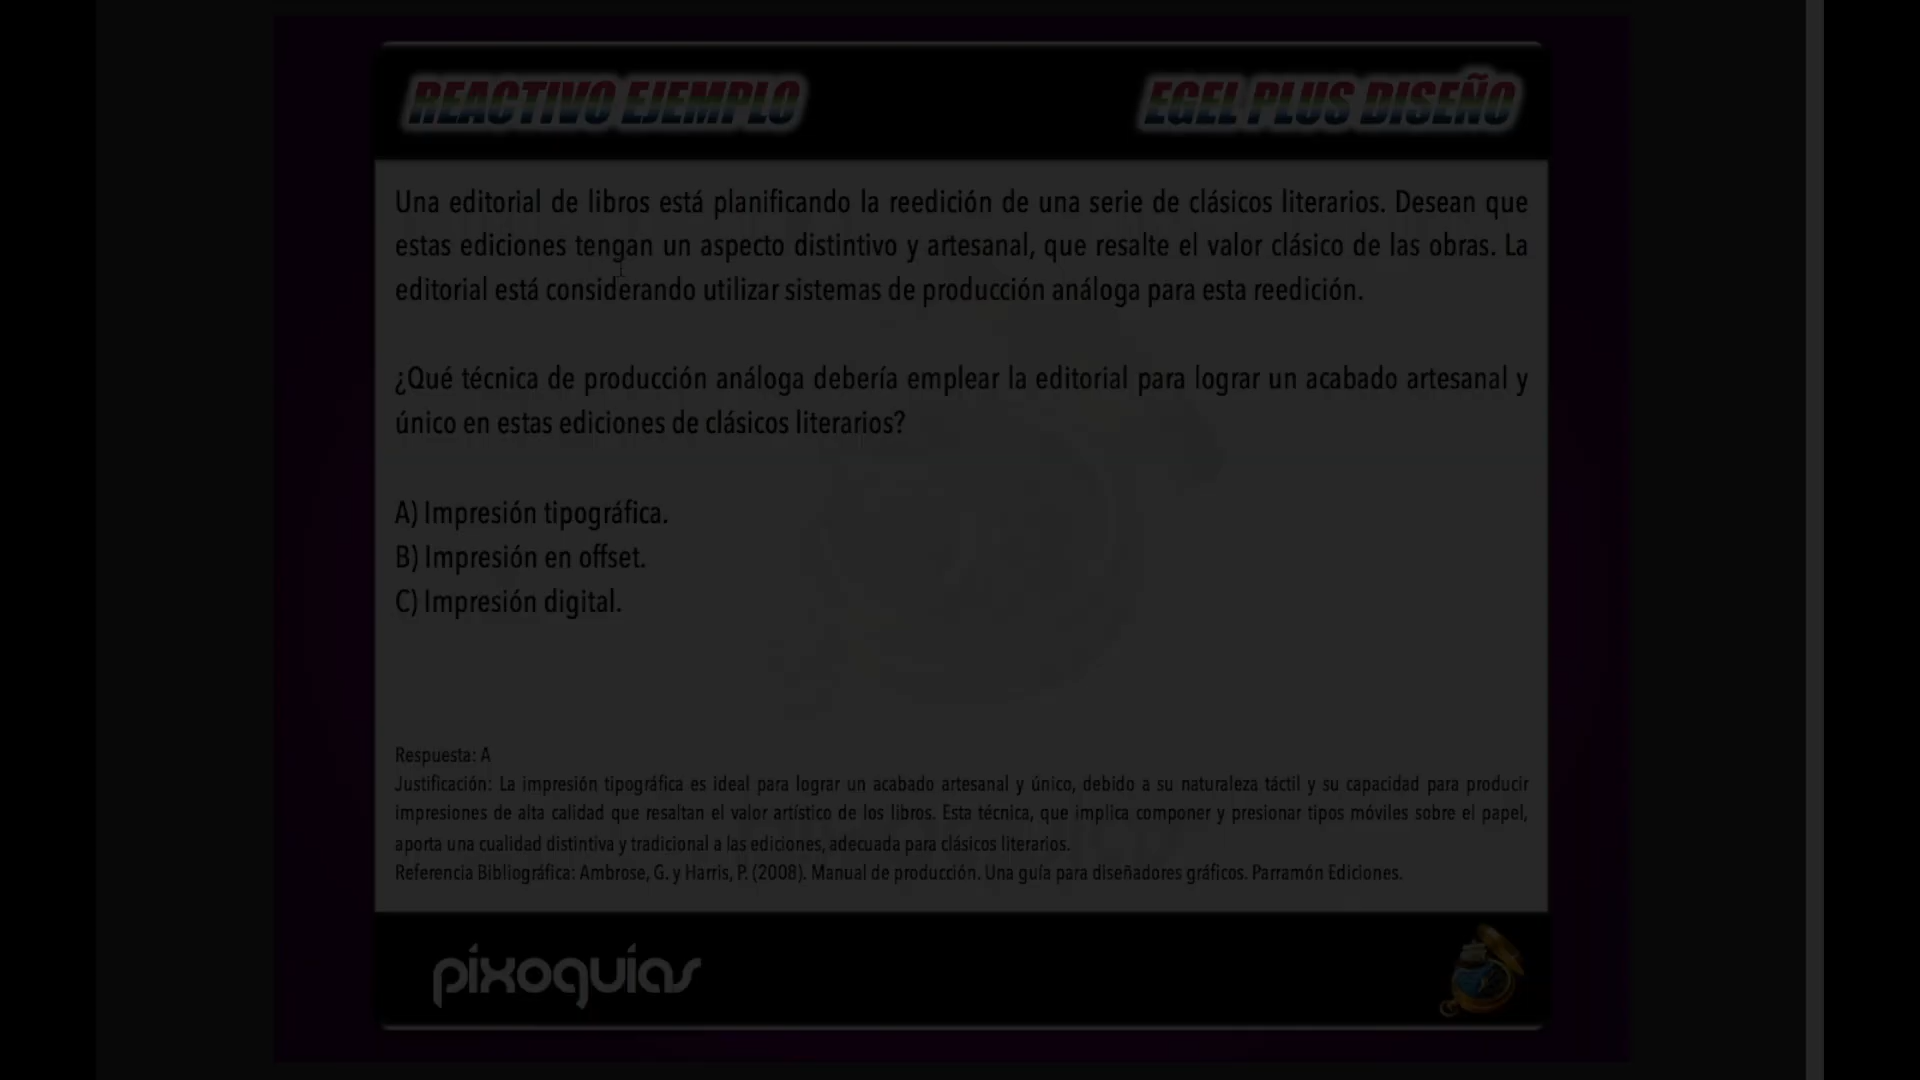 REACTIVO EJEMPLO
EGEL PLUS DISEÑO
Una editorial de libros está planificando la reedición de una serie de clásicos literarios. Desean que
estas ediciones tengan un aspecto distintivo y artesanal, que resalte el valor clásico de las obras. La
editorial está considerando utilizar sistemas de producción análoga para esta reedición.
¿Qué técnica de producción análoga debería emplear la editorial para lograr un acabado artesanal y
único en estas ediciones de clásicos literarios?
A) Impresión tipográfica.
B) Impresión en offset.
C) Impresión digital.
Respuesta: A
Justificación: La impresión tipográfica es ideal para lograr un acabado artesanal y único, debido a su naturaleza táctil y su capacidad para producir
impresiones de alta calidad que resaltan el valor artístico de los libros. Esta técnica, que implica componer y presionar tipos móviles sobre el papel,
aporta una cualidad distintiva y tradicional a las ediciones, adecuada para clásicos literarios.
Referencia Bibliográfica: Ambrose, G. y Harris, P. (2008). Manual de producción. Una guía para diseñadores gráficos. Parramón Ediciones.
pixoguías